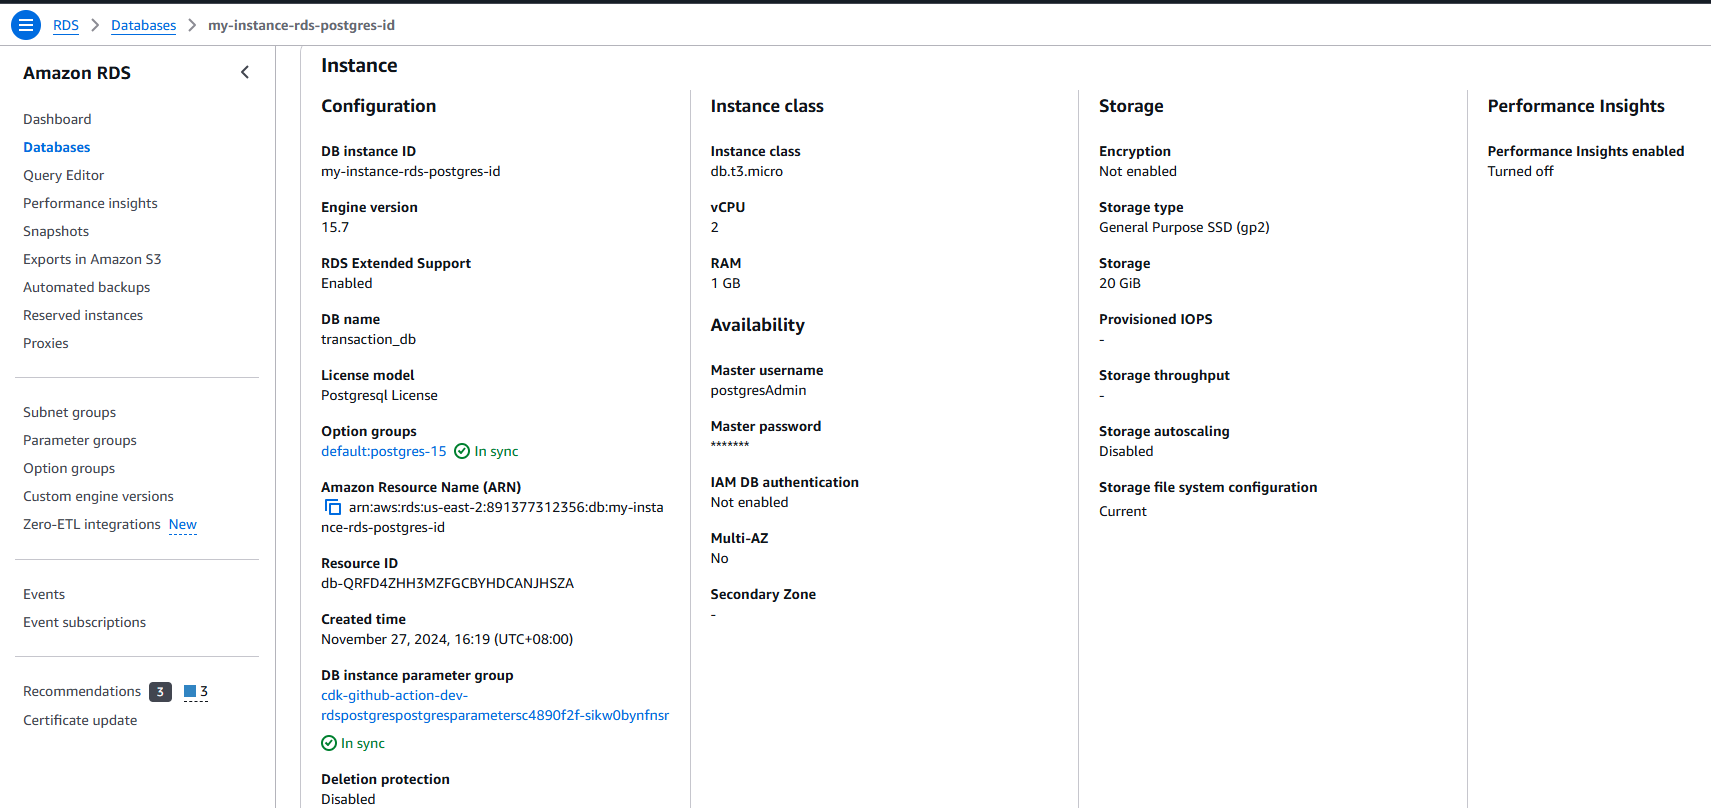 RDS > Databases > my-instance-rds-postgres-id
Amazon RDS
Dashboard
Databases
Query Editor
Performance insights
Snapshots
Exports in Amazon S3
Automated backups
Reserved instances
Proxies
Subnet groups
Parameter groups
Option groups
Custom engine versions
Zero-ETL integrations New
Events
Event subscriptions
Recommendations 3 3
Certificate update
Instance
Configuration
DB instance ID
my-instance-rds-postgres-id
Engine version
15.7
RDS Extended Support
Enabled
DB name
transaction_db
License model
Postgresql License
Option groups
default:postgres-15 In sync
Amazon Resource Name (ARN)
arn:aws:rds:us-east-2:891377312356:db:my-insta
nce-rds-postgres-id
Resource ID
db-QRFD4ZHH3MZFGCBYHDCANJHSZA
Created time
November 27, 2024, 16:19 (UTC+08:00)
DB instance parameter group
cdk-github-action-dev-
rdspostgrespostgresparametersc4890f2f-sikw0bynfnsr
In sync
Deletion protection
Disabled
Instance class
Instance class
db.t3.micro
vCPU
2
RAM
1 GB
Availability
Master username
postgresAdmin
Master password
*******
IAM DB authentication
Not enabled
Multi-AZ
No
Secondary Zone
-
Storage
Encryption
Not enabled
Storage type
General Purpose SSD (gp2)
Storage
20 GiB
Provisioned IOPS
-
Storage throughput
-
Storage autoscaling
Disabled
Storage file system configuration
Current
Performance Insights
Performance Insights enabled
Turned off